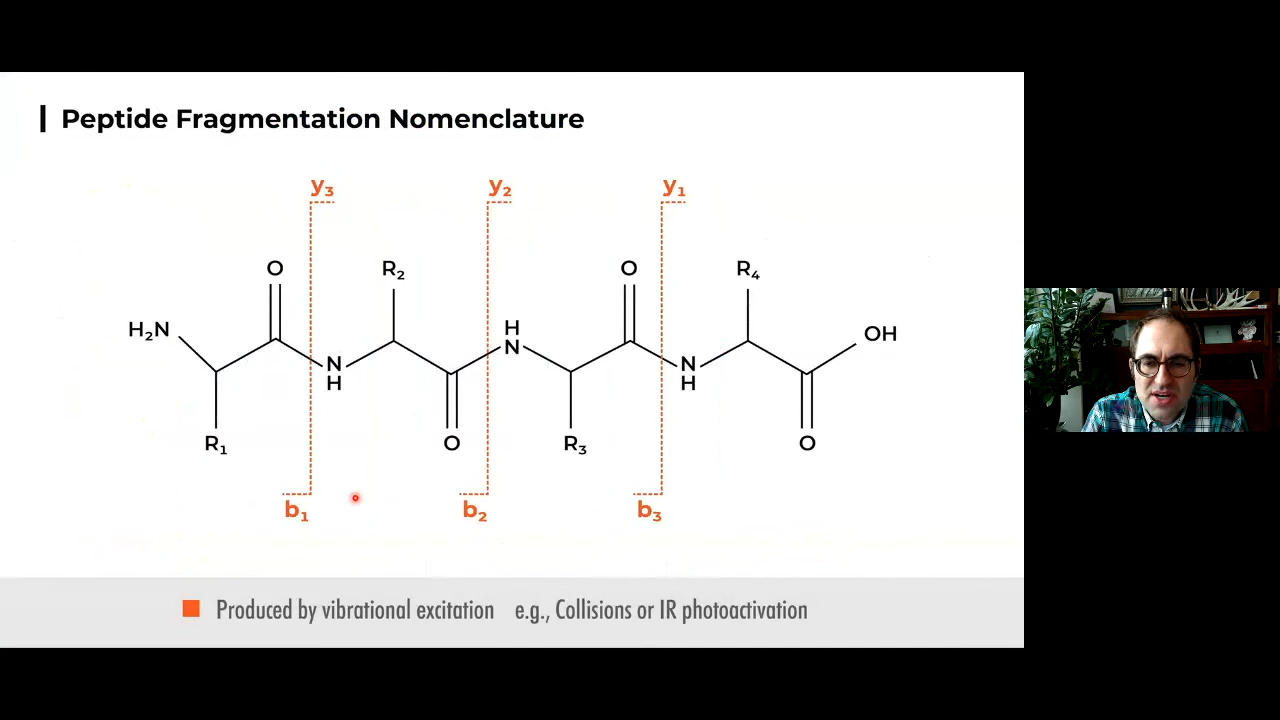 Peptide Fragmentation Nomenclature
y₃ y₂ y₁
O R₂ O R₄
H₂N N H H N N H OH
R₁ O R₃ O
b₁ b₂ b₃
Produced by vibrational excitation e.g., Collisions or IR photoactivation